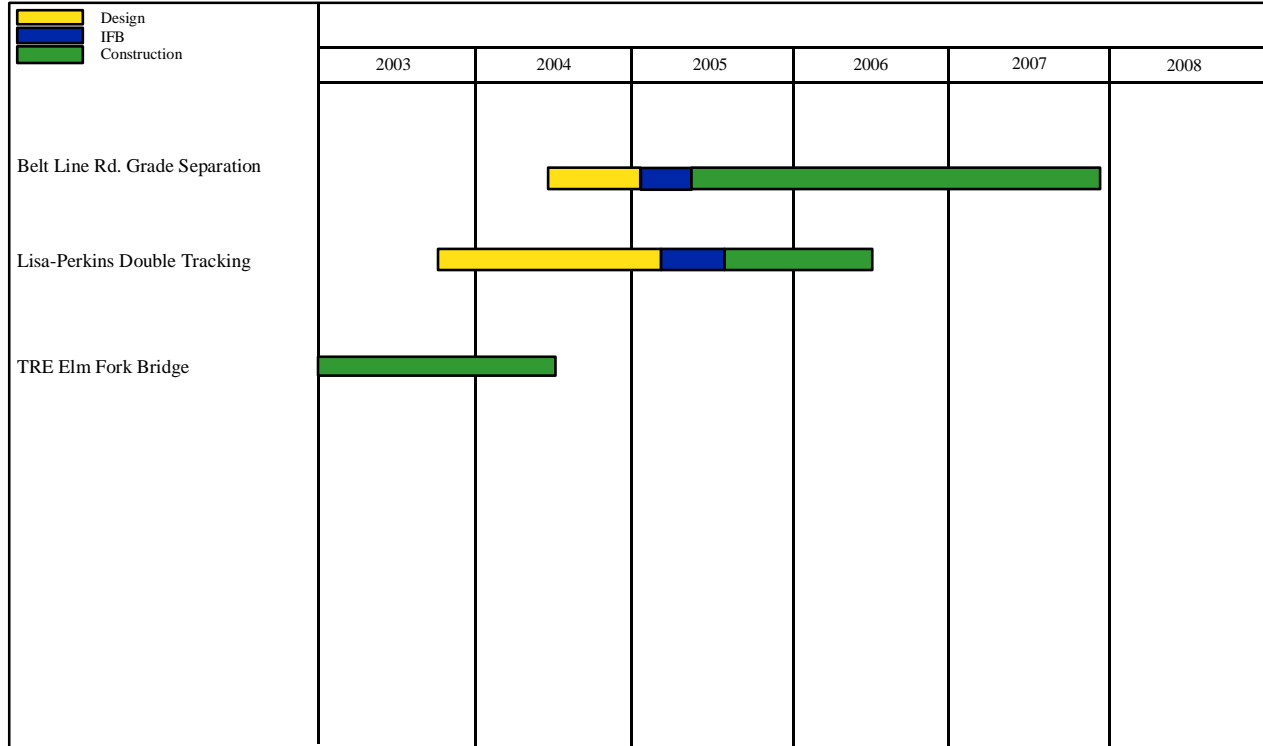 Design
IFB
Construction
2003 2004 2005 2006 2007 2008
Belt Line Rd. Grade Separation
Lisa-Perkins Double Tracking
TRE Elm Fork Bridge